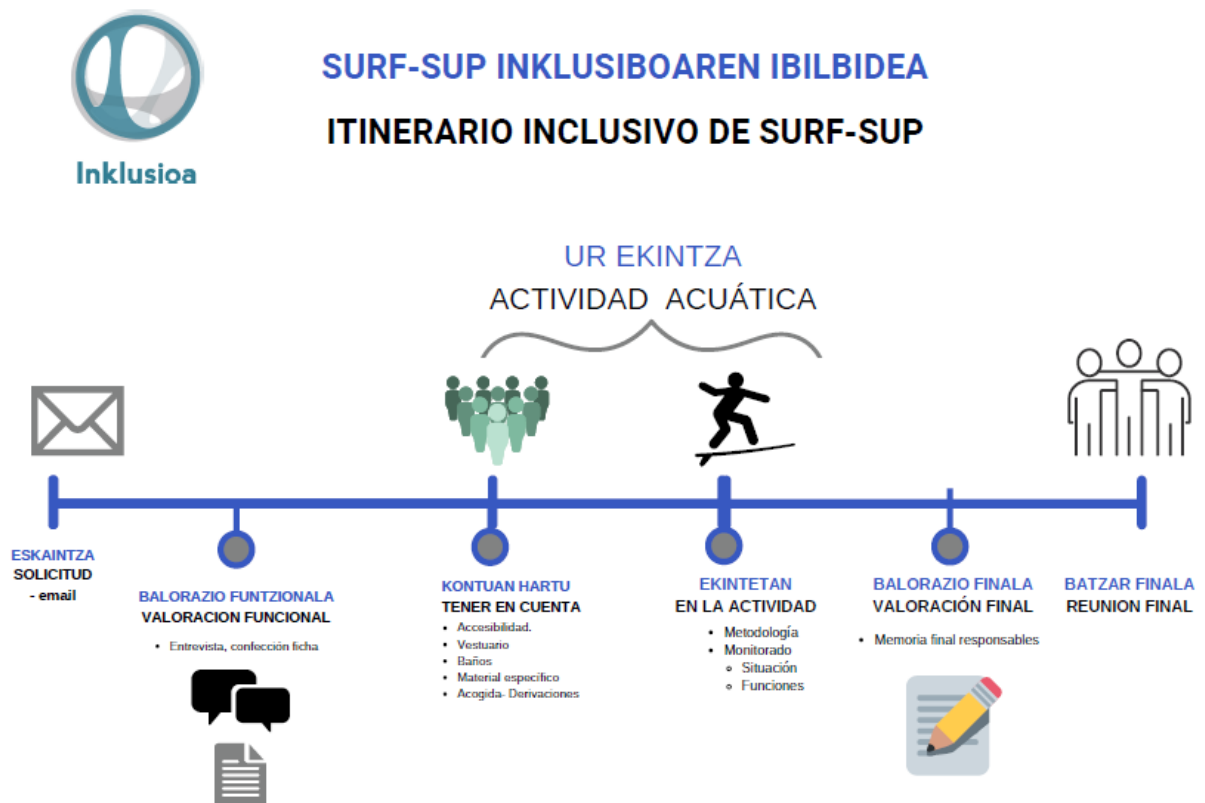 Inklusioa
SURF-SUP INKLUSIBOAREN IBILBIDEA
ITINERARIO INCLUSIVO DE SURF-SUP
UR EKINTZA
ACTIVIDAD ACUÁTICA
ESKAINTZA
SOLICITUD
- email
BALORAZIO FUNTZIONALA
VALORACION FUNCIONAL
• Entrevista, confección ficha
KONTUAN HARTU
TENER EN CUENTA
• Accesibilidad.
• Vestuario
• Baños
• Material específico
• Acogida- Derivaciones
EKINTETAN
EN LA ACTIVIDAD
• Metodología
• Monitorado
○ Situación
○ Funciones
BALORAZIO FINALA
VALORACIÓN FINAL
• Memoria final responsables
BATZAR FINALA
REUNION FINAL